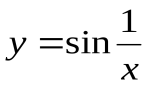 y = sin 1/x